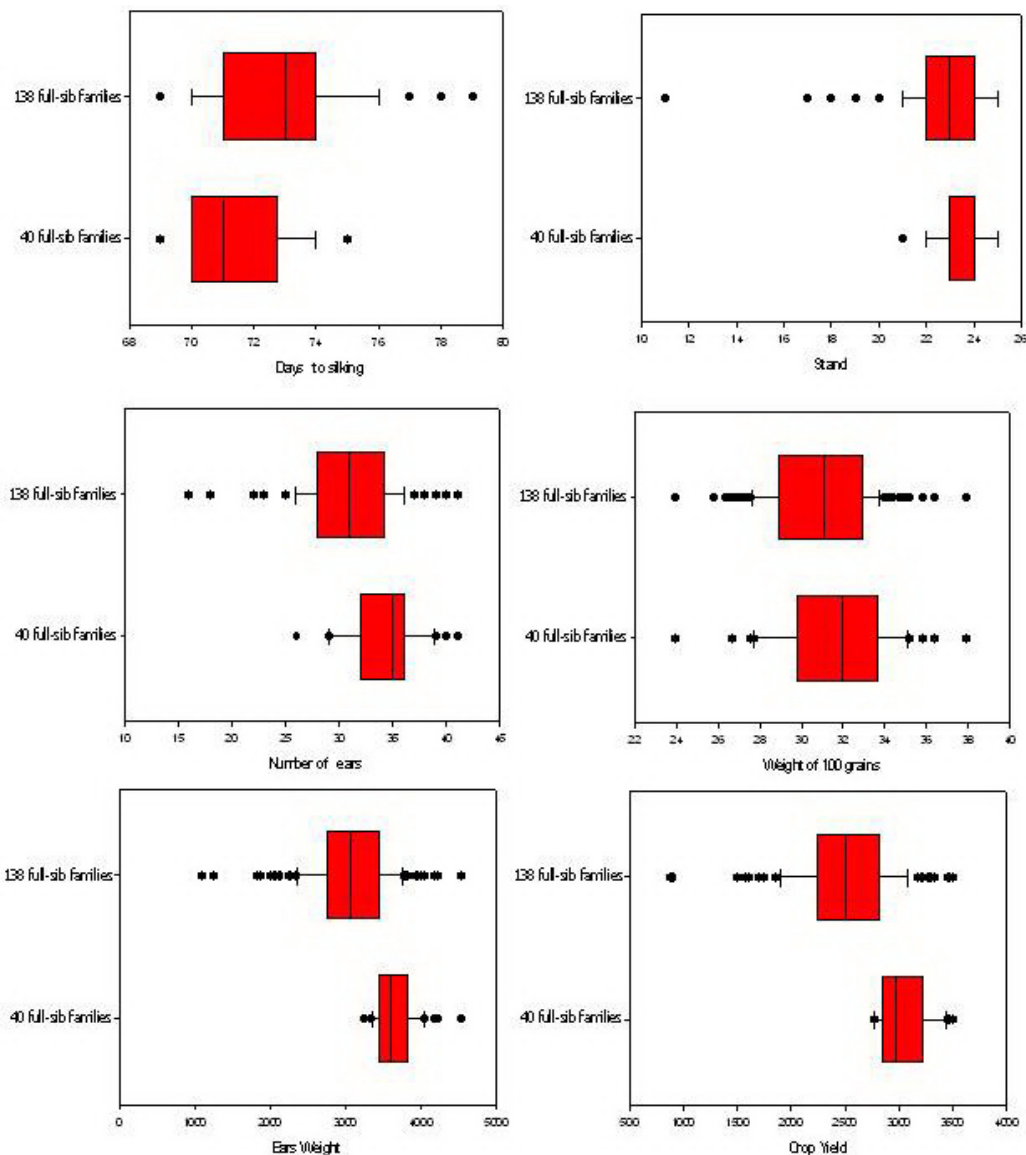 138 full-sib families
40 full-sib families
68 70 72 74 76 78 80
Days to silking
138 full-sib families
40 full-sib families
10 12 14 16 18 20 22 24 26
Stand
138 full-sib families
40 full-sib families
10 15 20 25 30 35 40 45
Number of ears
138 full-sib families
40 full-sib families
22 24 26 28 30 32 34 36 38 40
Weight of 100 grains
138 full-sib families
40 full-sib families
0 1000 2000 3000 4000 5000
Ears Weight
138 full-sib families
40 full-sib families
500 1000 1500 2000 2500 3000 3500 4000
Crop Yield